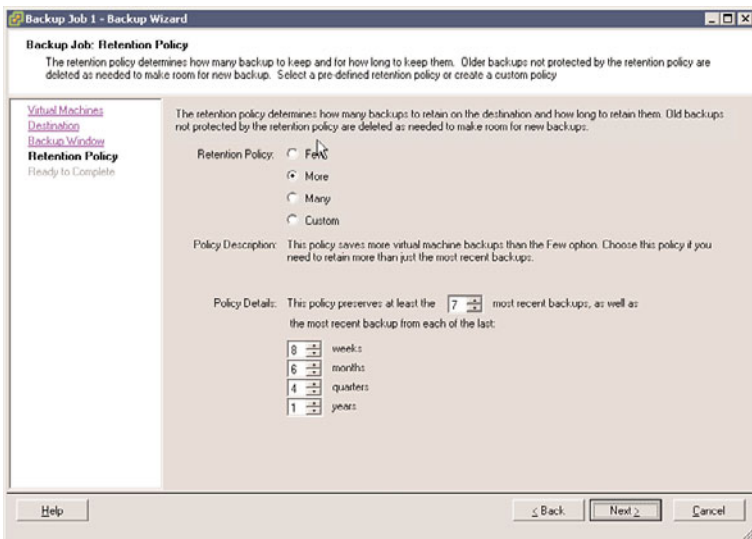 Backup Job 1 - Backup Wizard
Backup Job: Retention Policy
The retention policy determines how many backup to keep and for how long to keep them. Older backups not protected by the retention policy are
deleted as needed to make room for new backup. Select a pre-defined retention policy or create a custom policy
Virtual Machines
Destination
Backup Window
Retention Policy
Ready to Complete
The retention policy determines how many backups to retain on the destination and how long to retain them. Old backups
not protected by the retention policy are deleted as needed to make room for new backups.
Retention Policy: Few
More
Many
Custom
Policy Description: This policy saves more virtual machine backups than the Few option. Choose this policy if you
need to retain more than just the most recent backups.
Policy Details: This policy preserves at least the 7 most recent backups, as well as
the most recent backup from each of the last:
8 weeks
6 months
4 quarters
1 years
Help
< Back
Next >
Cancel